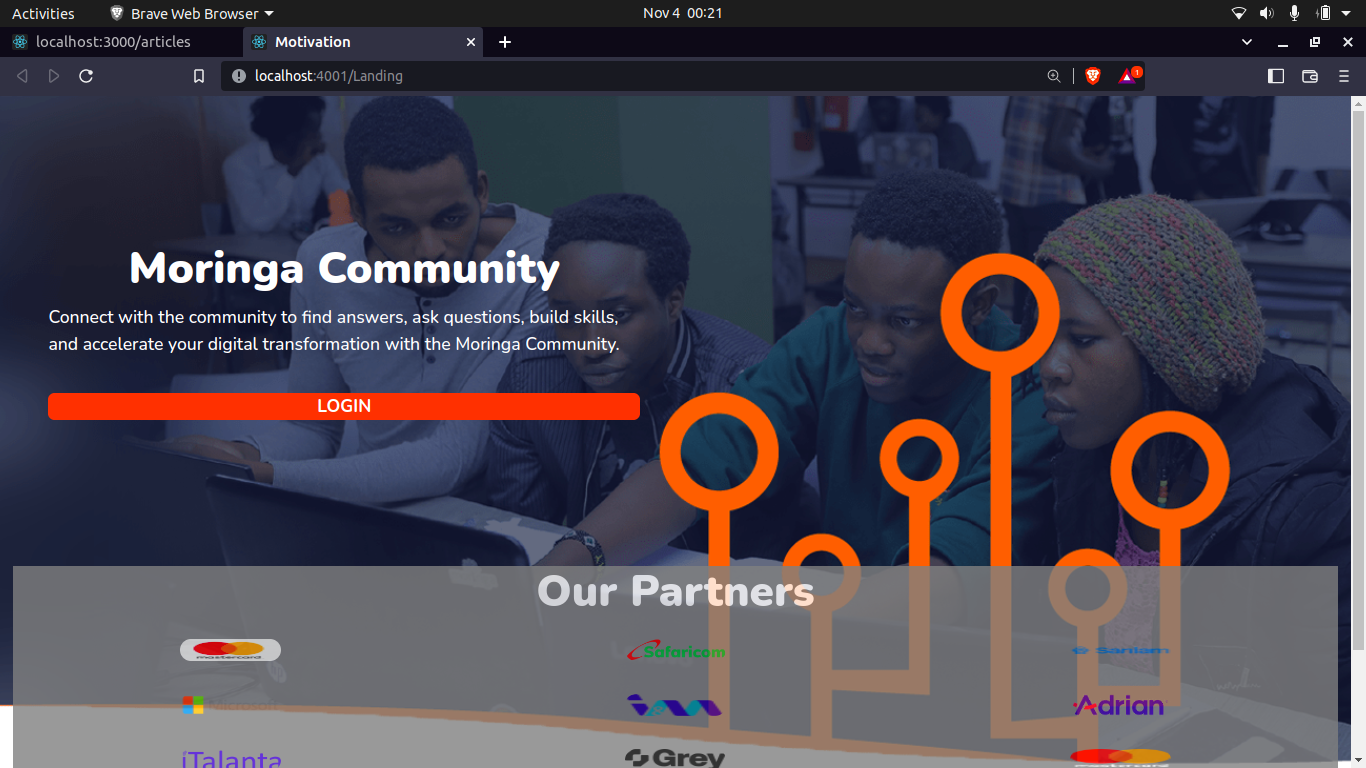 Activities
Brave Web Browser
Nov 4 00:21
localhost:3000/articles
Motivation
localhost:4001/Landing
1
Moringa Community
Connect with the community to find answers, ask questions, build skills,
and accelerate your digital transformation with the Moringa Community.
LOGIN
Our Partners
mastercard
Safaricom
Sanlam
Microsoft
Adrian
iTalanta
Grey
mastercard